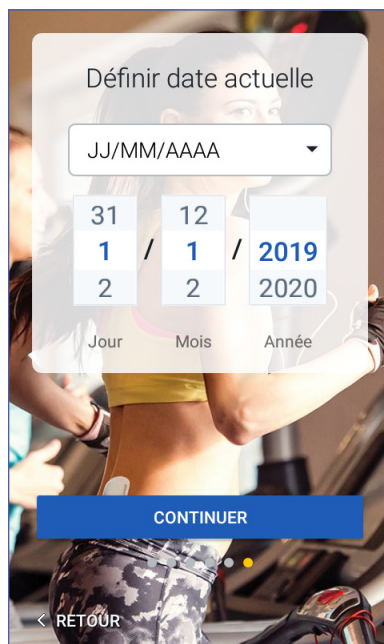 Définir date actuelle
JJ/MM/AAAA
31 12
1 / 1 / 2019
2 2 2020
Jour Mois Année
CONTINUER
< RETOUR